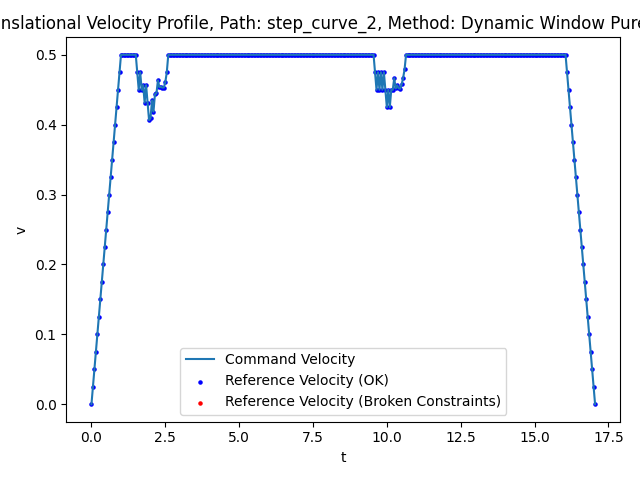 nslational Velocity Profile, Path: step_curve_2, Method: Dynamic Window Pure
0.5
0.4
0.3
0.2
0.1
0.0
v
Command Velocity
Reference Velocity (OK)
Reference Velocity (Broken Constraints)
0.0 2.5 5.0 7.5 10.0 12.5 15.0 17.5
t